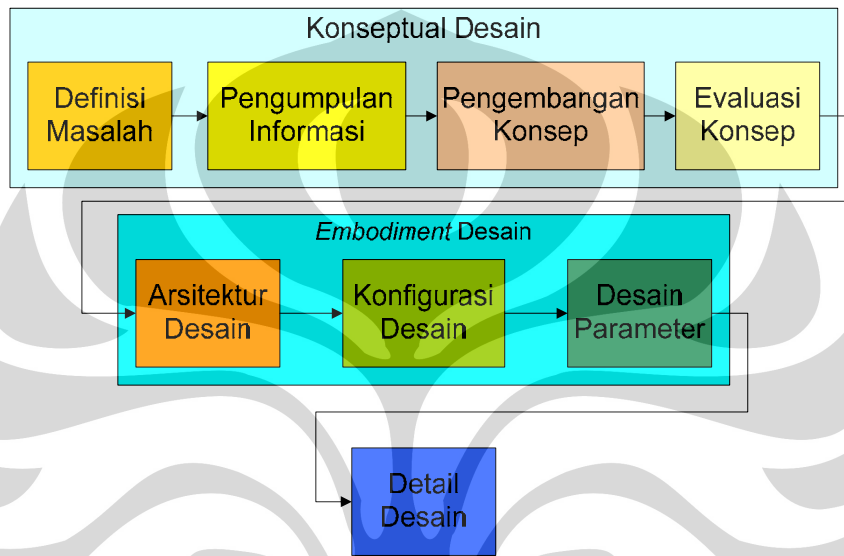 Konseptual Desain
Definisi
Masalah
Pengumpulan
Informasi
Pengembangan
Konsep
Evaluasi
Konsep
Embodiment Desain
Arsitektur
Desain
Konfigurasi
Desain
Desain
Parameter
Detail
Desain